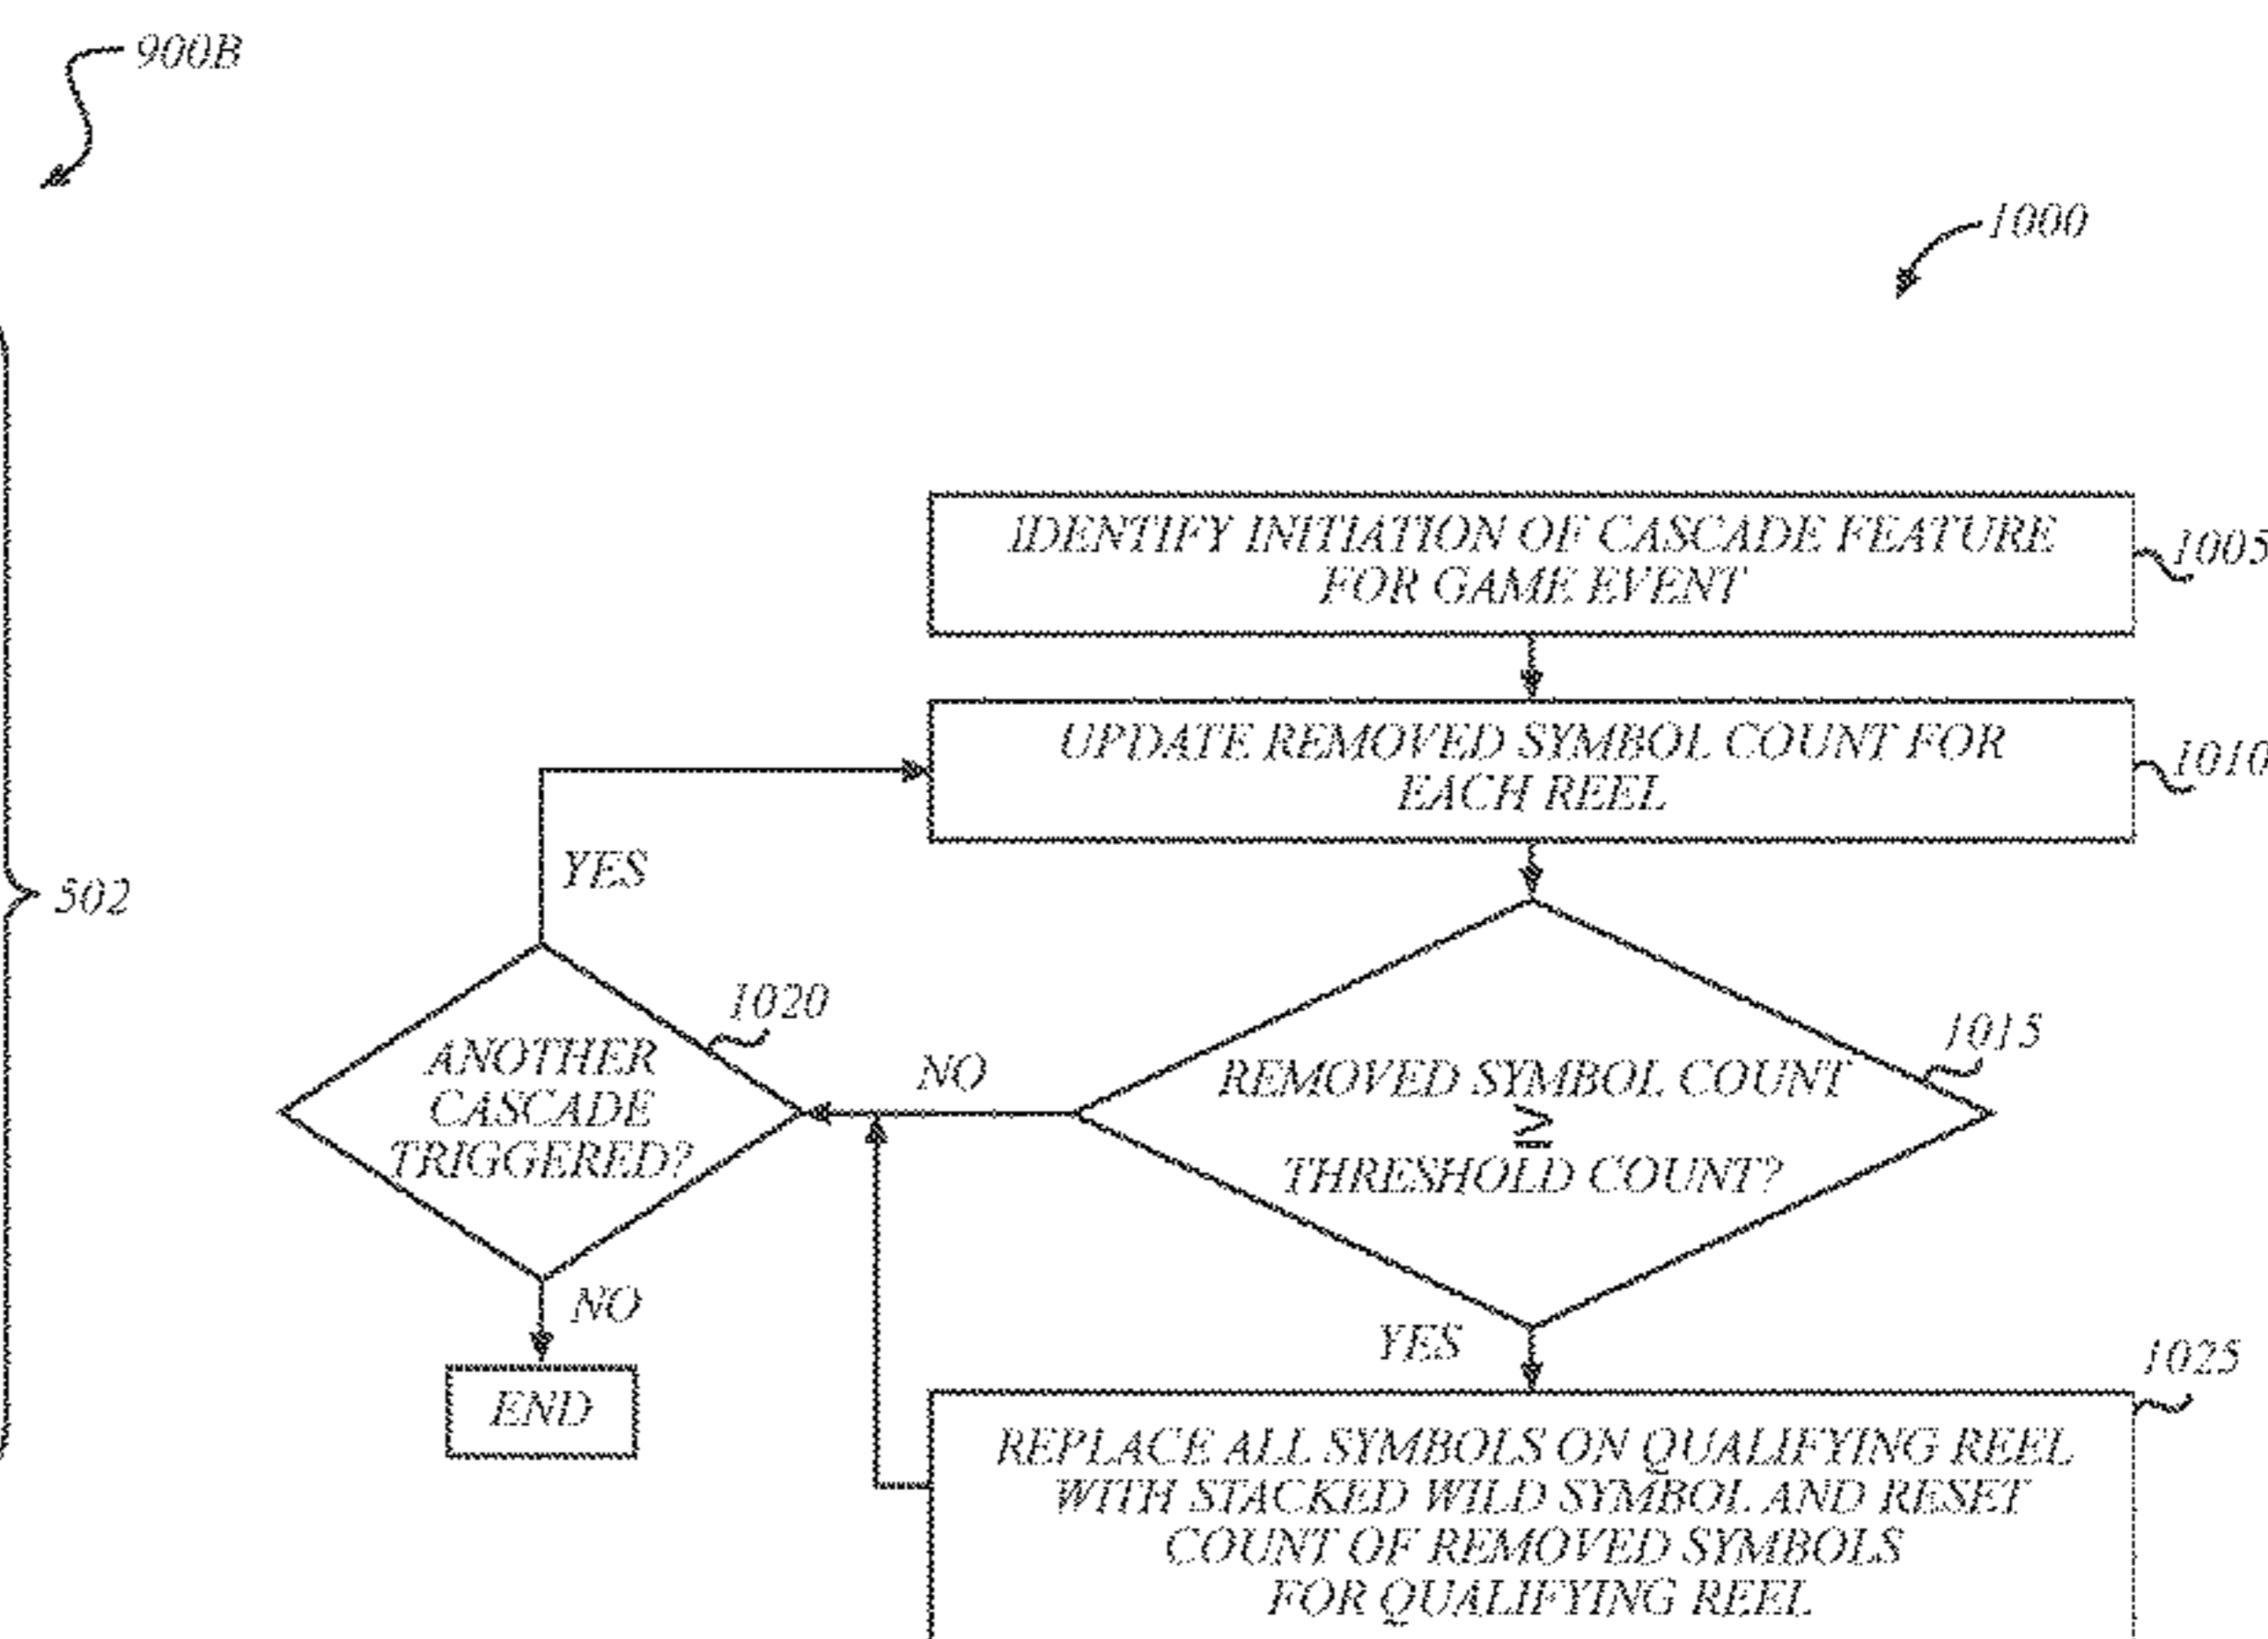 900B
1000
IDENTIFY INITIATION OF CASCADE FEATURE
FOR GAME EVENT
1005
UPDATE REMOVED SYMBOL COUNT FOR
EACH REEL
1010
YES
502
1020
ANOTHER
CASCADE
TRIGGERED?
NO
1015
REMOVED SYMBOL COUNT
≥
THRESHOLD COUNT?
NO
END
YES
1025
REPLACE ALL SYMBOLS ON QUALIFYING REEL
WITH STACKED WILD SYMBOL AND RESET
COUNT OF REMOVED SYMBOLS
FOR QUALIFYING REEL